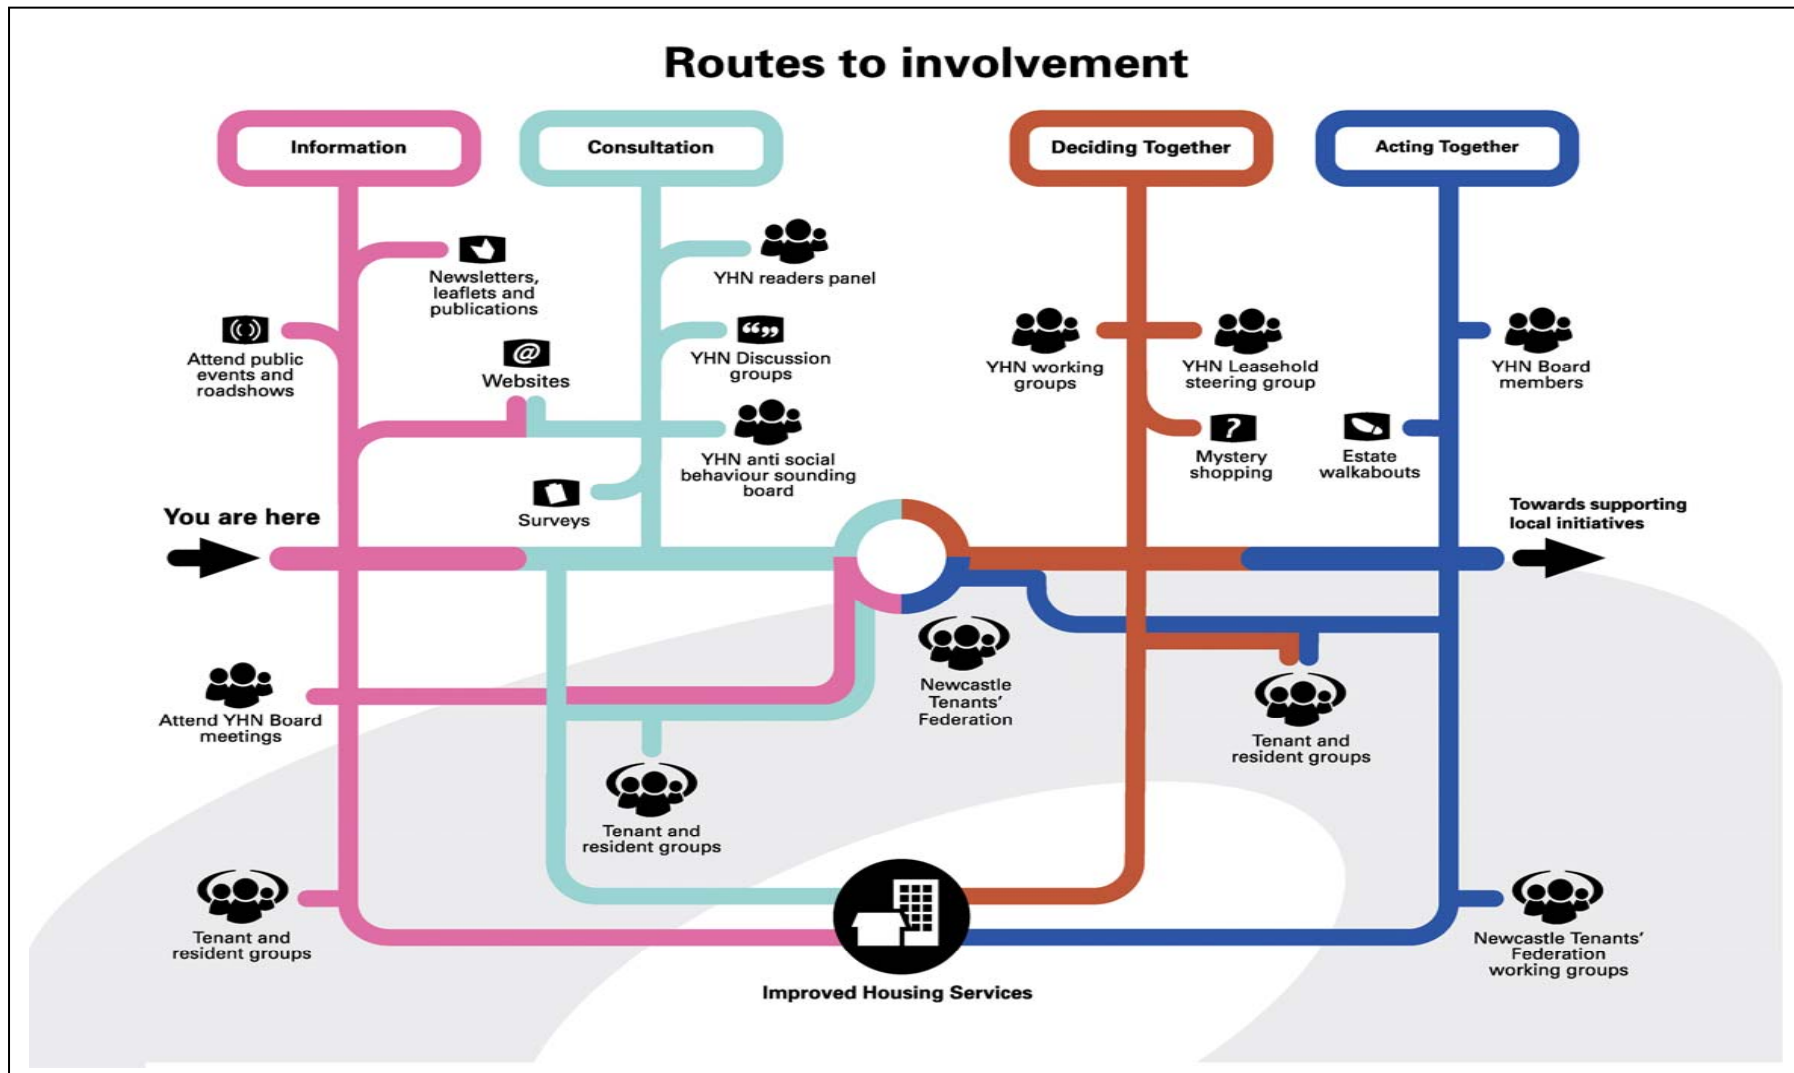 Routes to involvement
Information
Consultation
Deciding Together
Acting Together
Newsletters,
leaflets and
publications
Attend public
events and
roadshows
@
Websites
YHN readers panel
“„
YHN Discussion
groups
YHN anti social
behaviour sounding
board
Surveys
YHN working
groups
YHN Leasehold
steering group
?
Mystery
shopping
YHN Board
members
Estate
walkabouts
You are here
Towards supporting
local initiatives
Attend YHN Board
meetings
Newcastle
Tenants’
Federation
Tenant and
resident groups
Tenant and
resident groups
Tenant and
resident groups
Newcastle Tenants’
Federation
working groups
Improved Housing Services